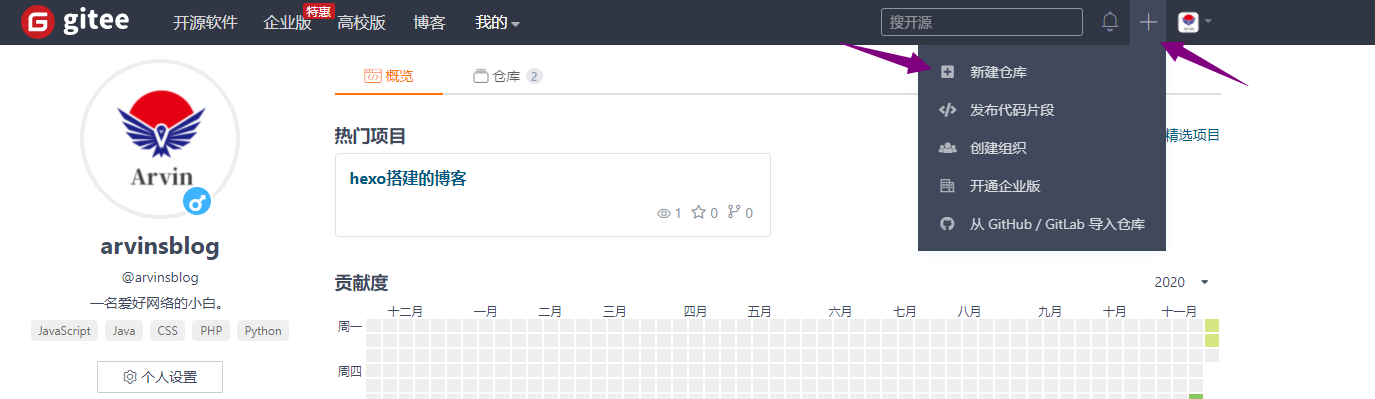 gitee 开源软件 企业版 特惠 高校版 博客 我的 搜开源
概览 仓库 2
新建仓库
发布代码片段
创建组织
开通企业版
从 GitHub / GitLab 导入仓库
热门项目 精选项目
hexo搭建的博客
1 0 0
Arvin
arvinsblog
@arvinsblog
一名爱好网络的小白。
JavaScript Java CSS PHP Python
个人设置
贡献度 2020
十二月 一月 二月 三月 四月 五月 六月 七月 八月 九月 十月 十一月
周一
周四